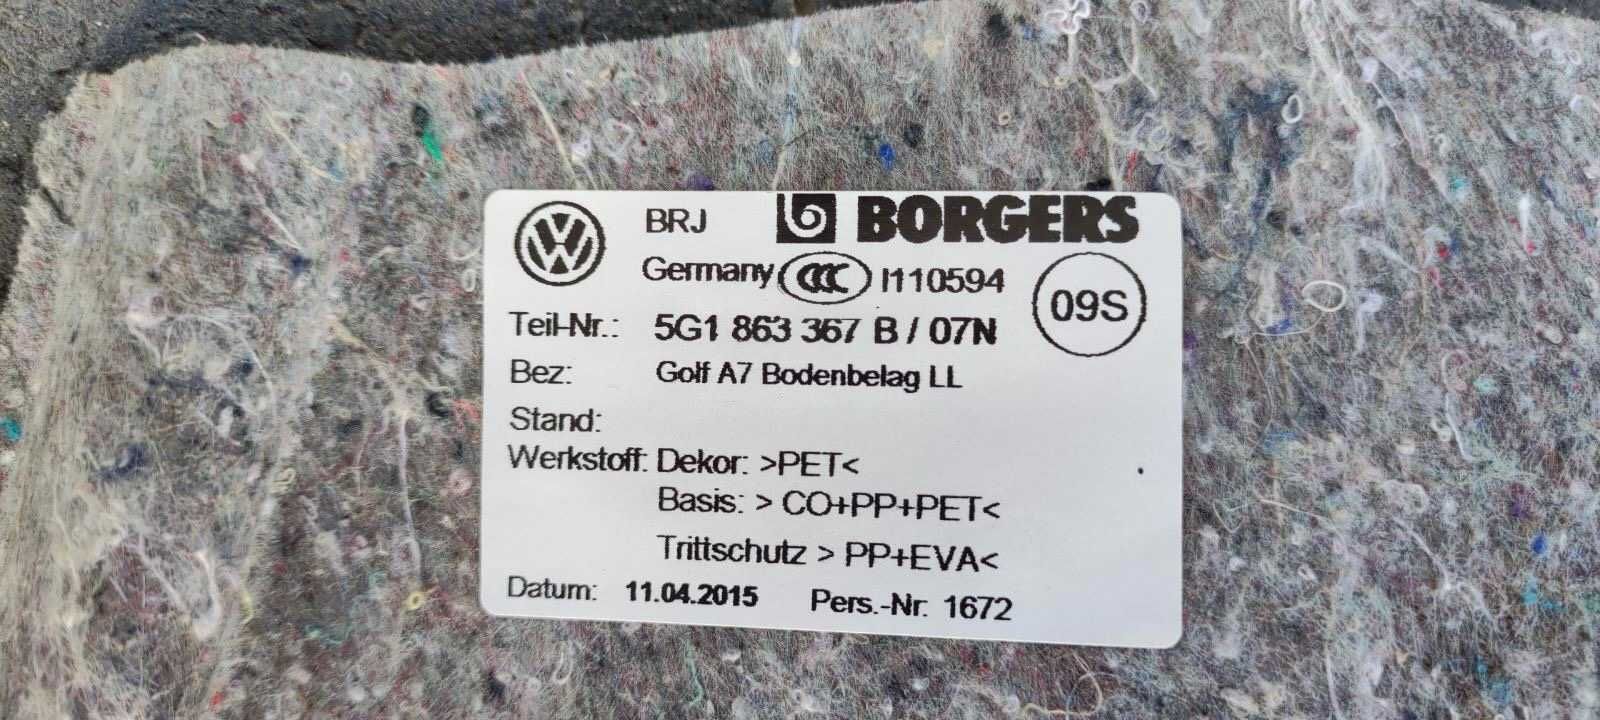 BRJ BORGERS
Germany CCC I110594
09S
Teil-Nr.: 5G1 863 367 B / 07N
Bez: Golf A7 Bodenbelag LL
Stand:
Werkstoff: Dekor: >PET<
Basis: > CO+PP+PET<
Trittschutz > PP+EVA<
Datum: 11.04.2015 Pers.-Nr. 1672